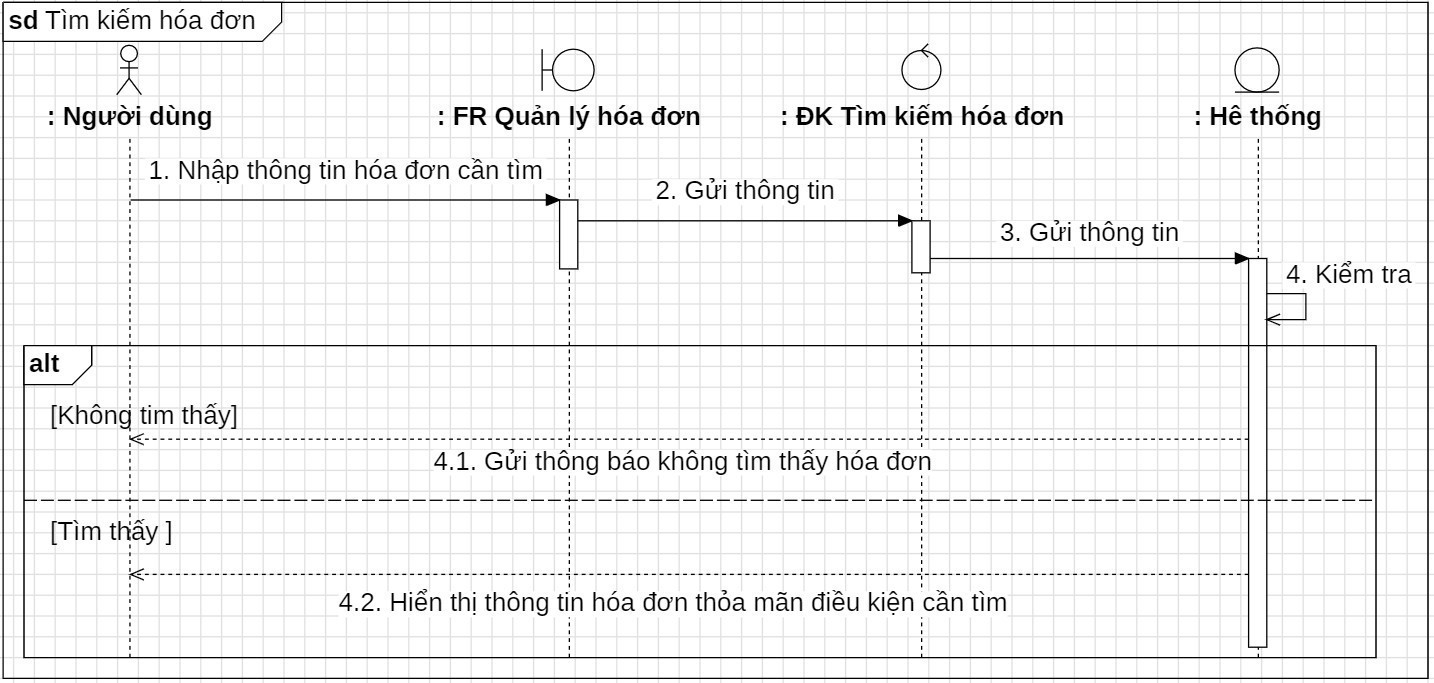 sd Tìm kiếm hóa đơn
: Người dùng
: FR Quản lý hóa đơn
: ĐK Tìm kiếm hóa đơn
: Hê thống
1. Nhập thông tin hóa đơn cần tìm
2. Gửi thông tin
3. Gửi thông tin
4. Kiểm tra
alt
[Không tim thấy]
4.1. Gửi thông báo không tìm thấy hóa đơn
[Tìm thấy ]
4.2. Hiển thị thông tin hóa đơn thỏa mãn điều kiện cần tìm